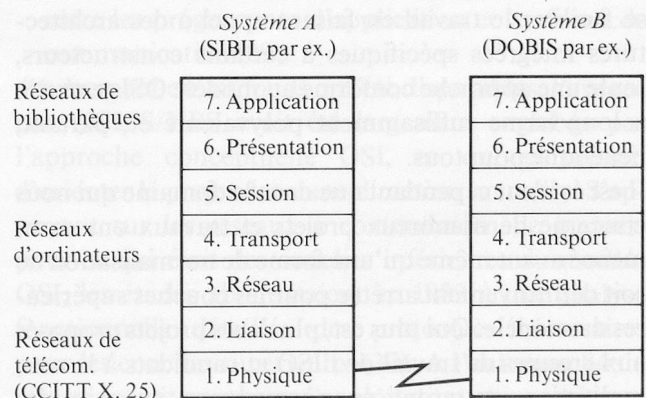 Système A
(SIBIL par ex.)
Système B
(DOBIS par ex.)
Réseaux de
bibliothèques
7. Application
6. Présentation
7. Application
6. Présentation
Réseaux
d'ordinateurs
5. Session
4. Transport
3. Réseau
5. Session
4. Transport
3. Réseau
Réseaux de
télécom.
(CCITT X. 25)
2. Liaison
1. Physique
2. Liaison
1. Physique